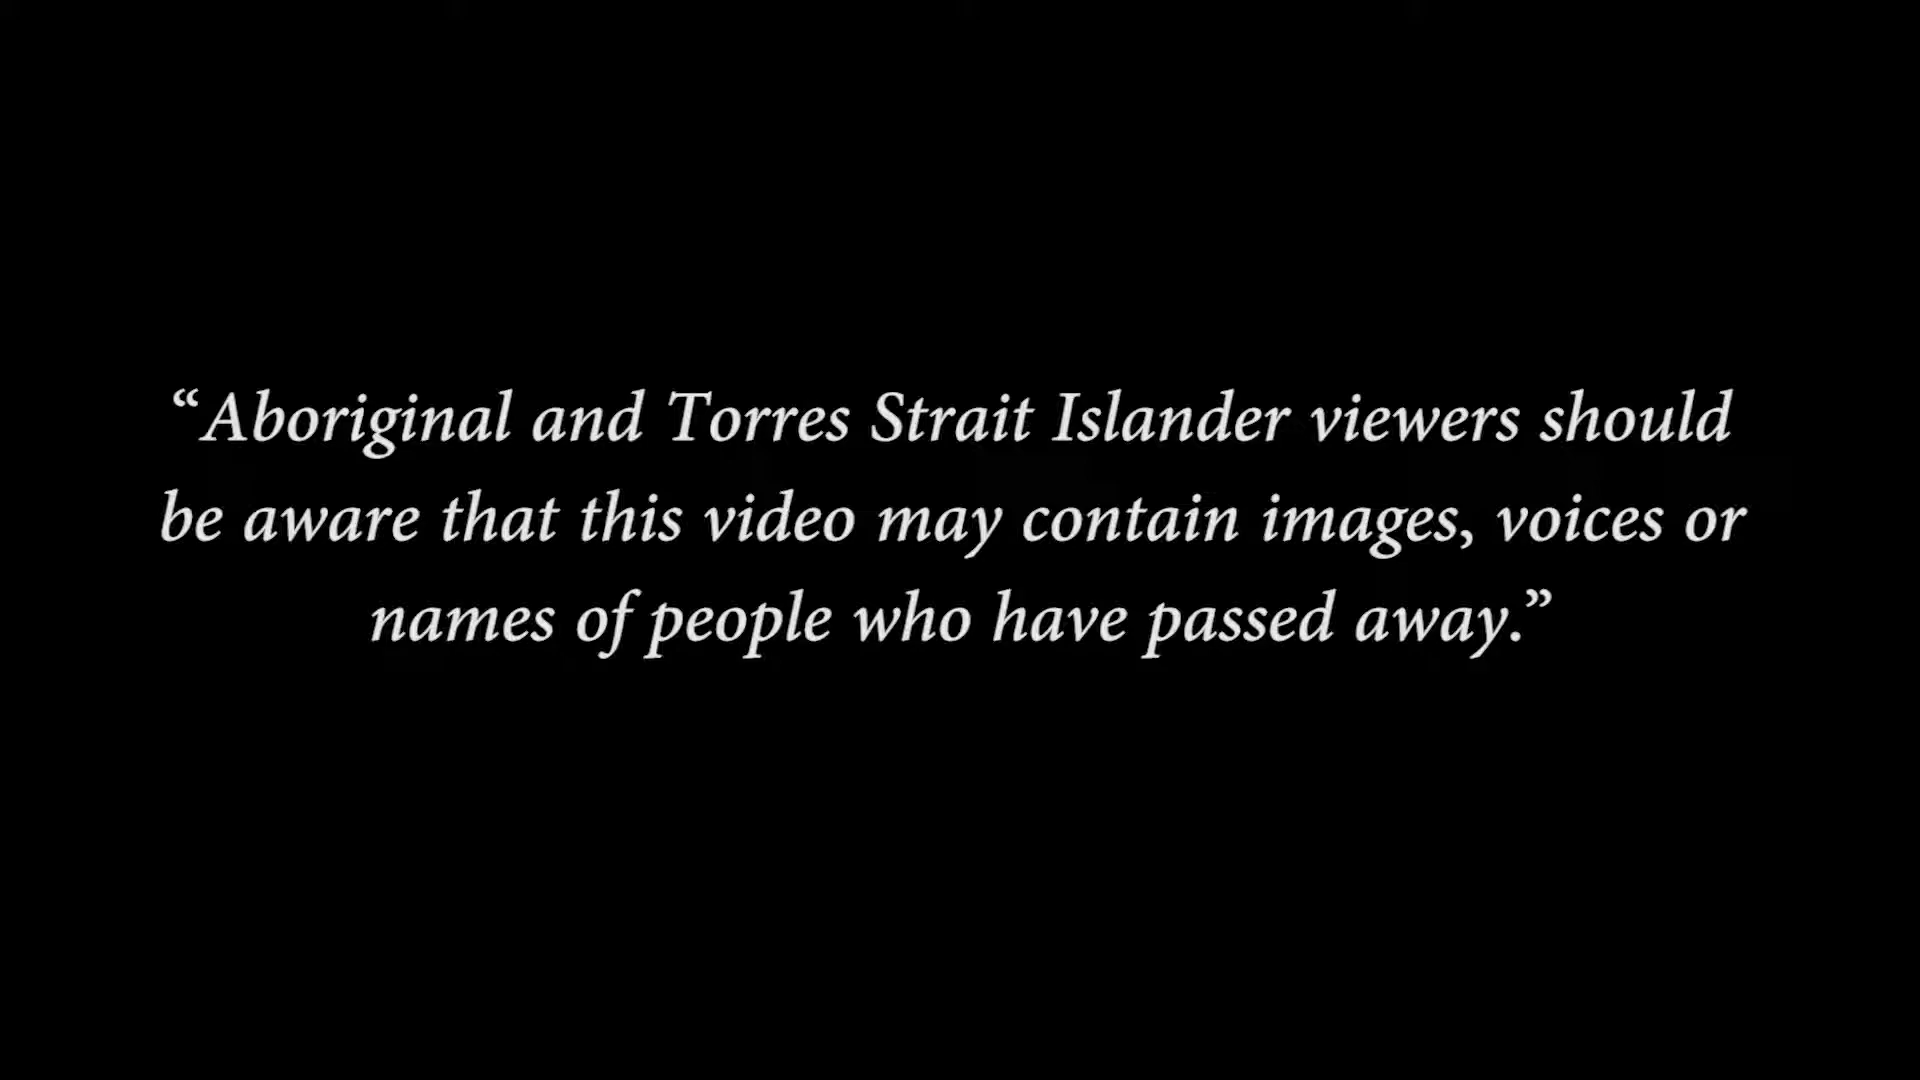 “Aboriginal and Torres Strait Islander viewers should
be aware that this video may contain images, voices or
names of people who have passed away.”